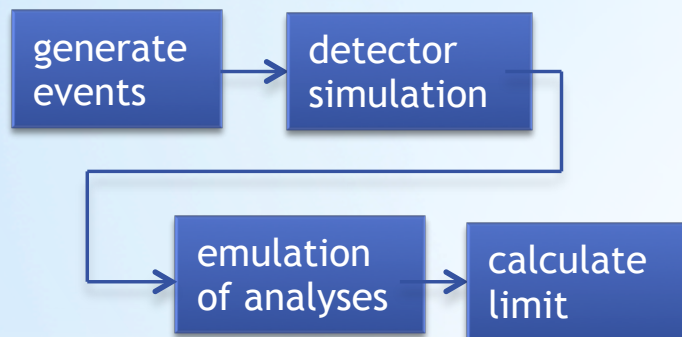 generate
events
detector
simulation
emulation
of analyses
calculate
limit